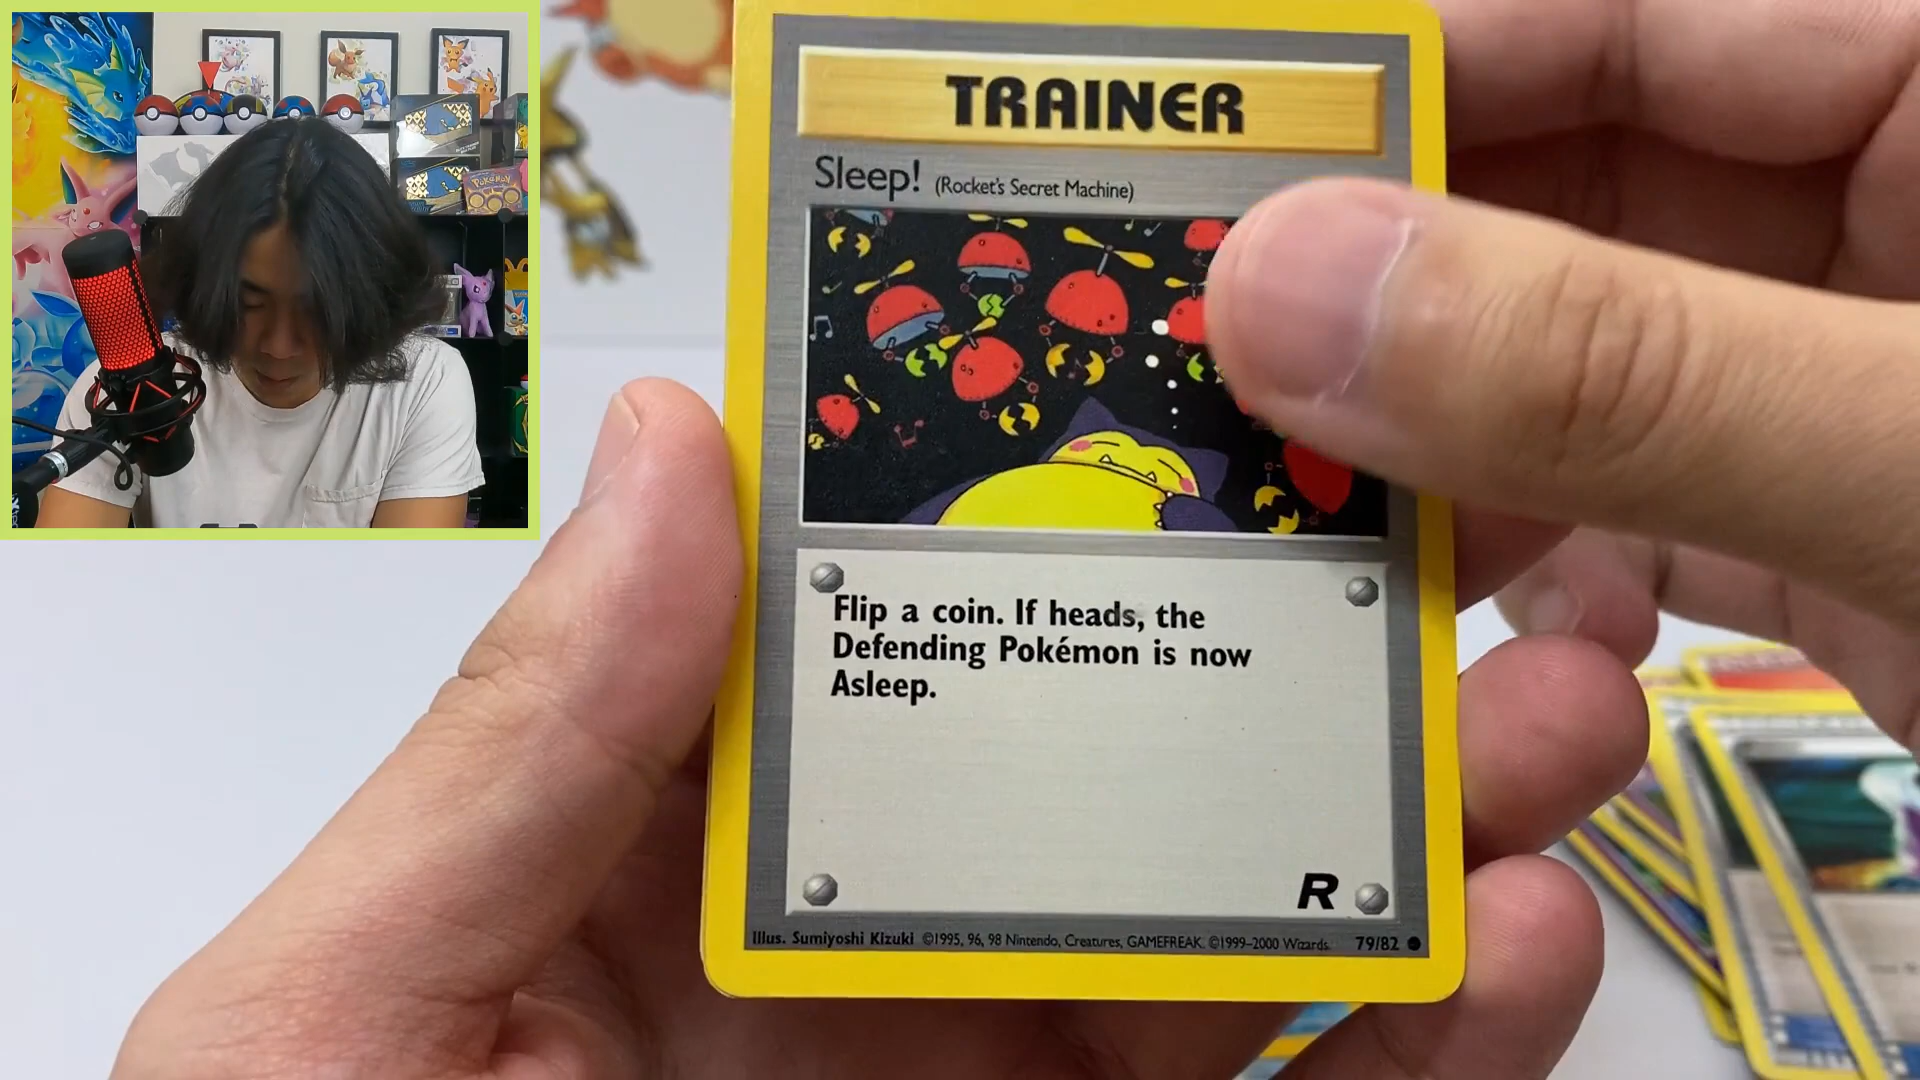 TRAINER
Sleep! (Rocket's Secret Machine)
Flip a coin. If heads, the
Defending Pokémon is now
Asleep.
R
Illus. Sumiyoshi Kizuki ©1995, 96, 98 Nintendo, Creatures, GAMEFREAK. ©1999-2000 Wizards. 79/82
POKéMON